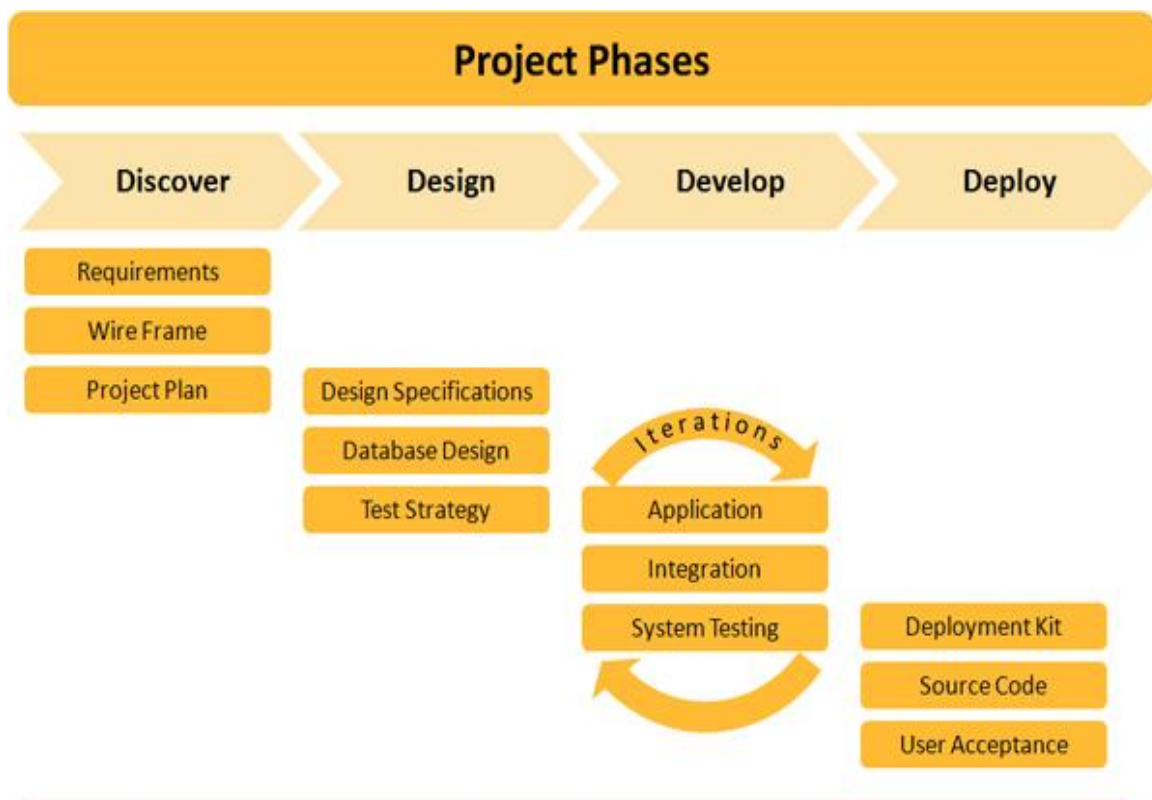 Project Phases
Discover
Design
Develop
Deploy
Requirements
Wire Frame
Project Plan
Design Specifications
Database Design
Test Strategy
Iterations
Application
Integration
System Testing
Deployment Kit
Source Code
User Acceptance